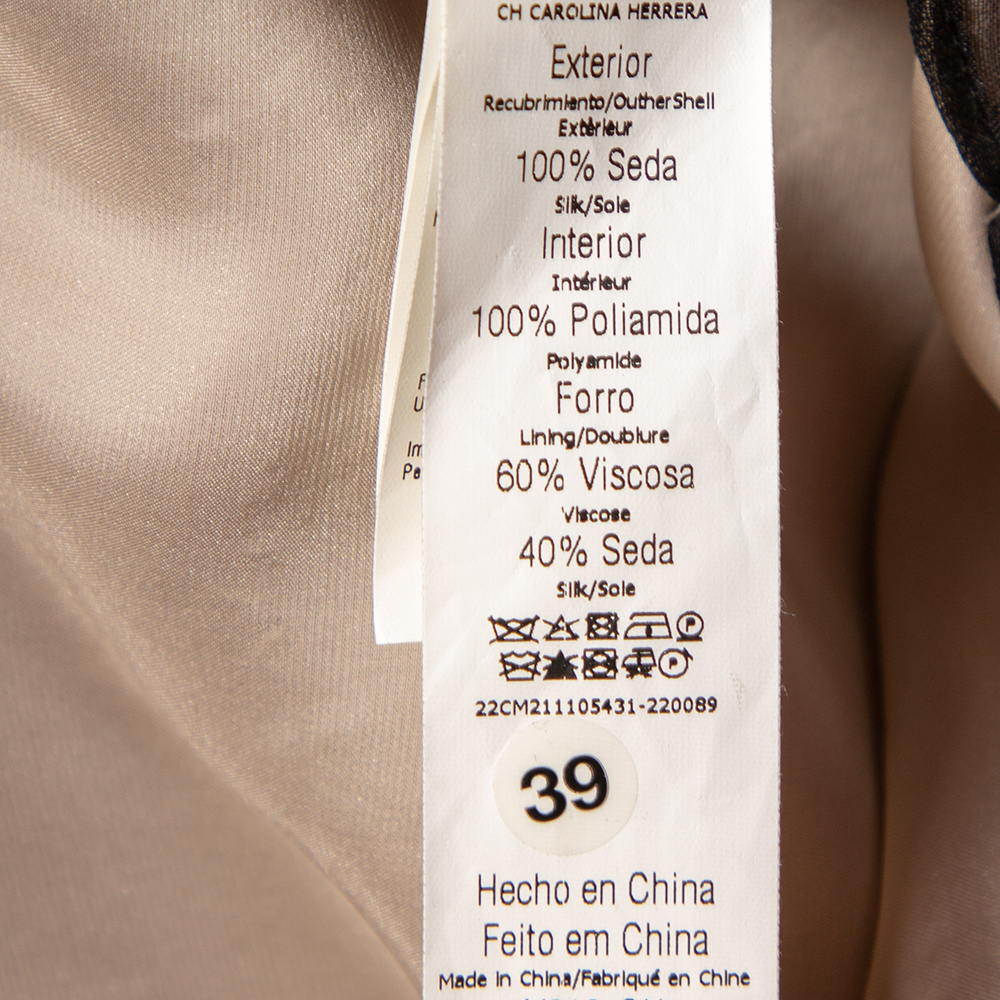 CH CAROLINA HERRERA
Exterior
Recubrimiento/OutherShell
Extérieur
100% Seda
Silk/Soie
Interior
Intérieur
100% Poliamida
Polyamide
Forro
Lining/Doublure
60% Viscosa
Viscose
40% Seda
Silk/Soie
P
P
22CM211105431-220089
39
Hecho en China
Feito em China
Made in China/Fabriqué en Chine